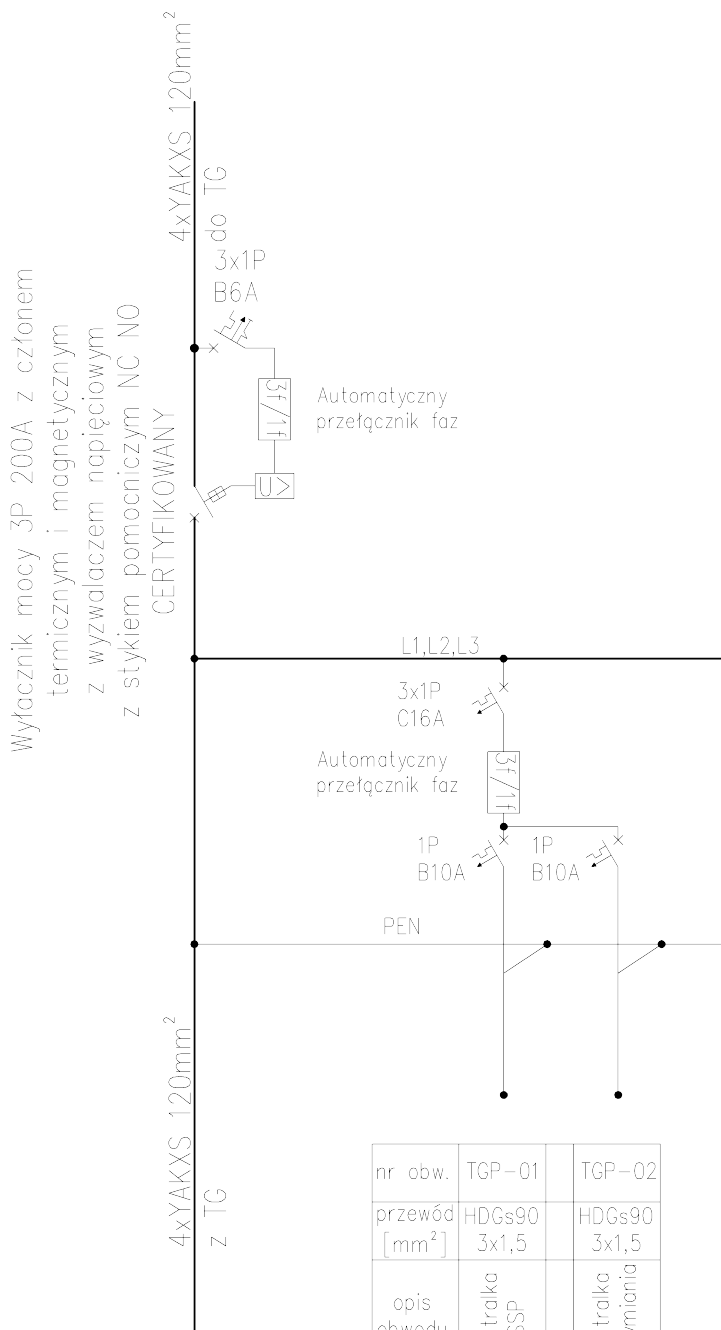 4xYAKXS 120mm²
do TG
3x1P
B6A
Wyłacznik mocy 3P 200A z członem
termicznym i magnetycznym
z wyzwalaczem napięciowym
z stykiem pomocniczym NC NO
CERTYFIKOWANY
3f/1f
Automatyczny
przełącznik faz
U>
L1,L2,L3
3x1P
C16A
Automatyczny
przełącznik faz
3f/1f
1P
B10A
1P
B10A
PEN
4xYAKXS 120mm²
z TG
nr obw. TGP-01 TGP-02
przewód HDGs90 HDGs90
[mm²] 3x1,5 3x1,5
opis
obwodu